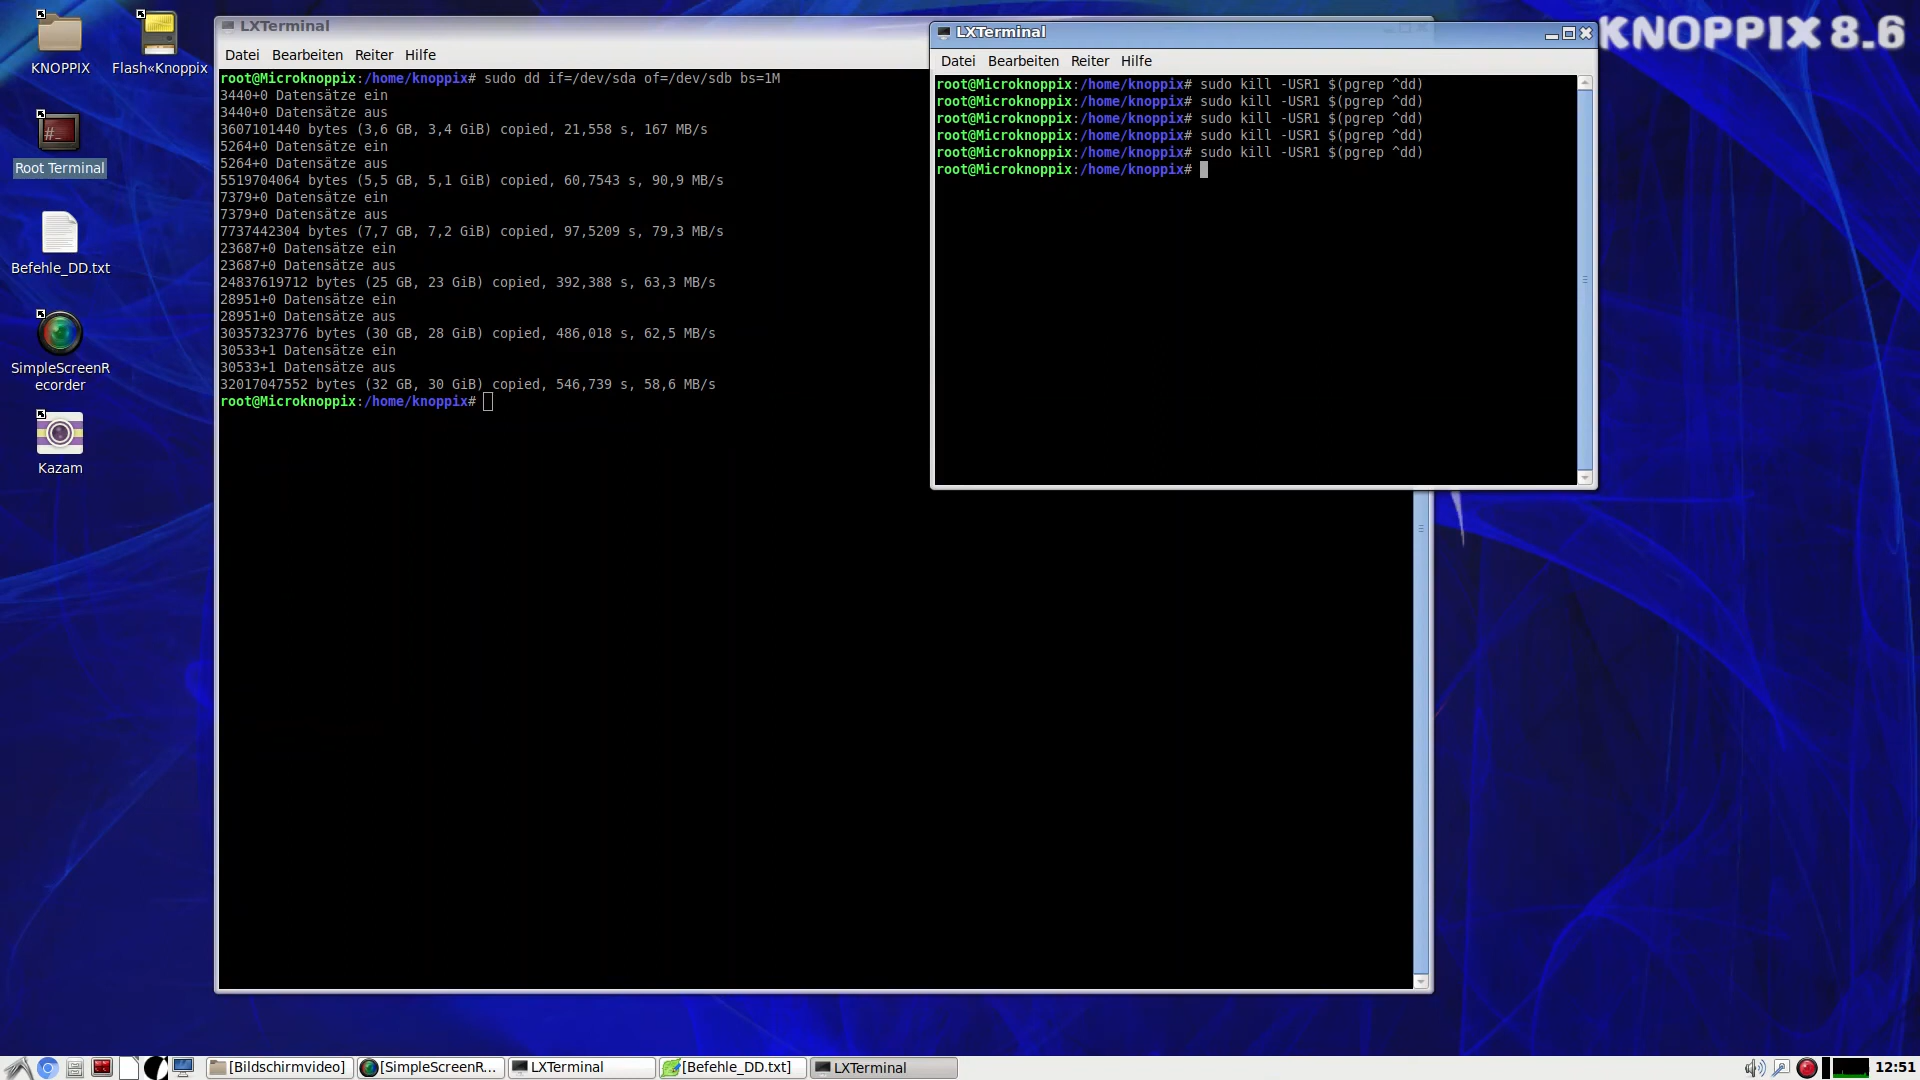 KNOPPIX
Flash«Knoppix
Root Terminal
Befehle_DD.txt
SimpleScreenR
ecorder
Kazam
LXTerminal
Datei Bearbeiten Reiter Hilfe
root@Microknoppix:/home/knoppix# sudo dd if=/dev/sda of=/dev/sdb bs=1M
3440+0 Datensätze ein
3440+0 Datensätze aus
3607101440 bytes (3,6 GB, 3,4 GiB) copied, 21,558 s, 167 MB/s
5264+0 Datensätze ein
5264+0 Datensätze aus
5519704064 bytes (5,5 GB, 5,1 GiB) copied, 60,7543 s, 90,9 MB/s
7379+0 Datensätze ein
7379+0 Datensätze aus
7737442304 bytes (7,7 GB, 7,2 GiB) copied, 97,5209 s, 79,3 MB/s
23687+0 Datensätze ein
23687+0 Datensätze aus
24837619712 bytes (25 GB, 23 GiB) copied, 392,388 s, 63,3 MB/s
28951+0 Datensätze ein
28951+0 Datensätze aus
30357323776 bytes (30 GB, 28 GiB) copied, 486,018 s, 62,5 MB/s
30533+1 Datensätze ein
30533+1 Datensätze aus
32017047552 bytes (32 GB, 30 GiB) copied, 546,739 s, 58,6 MB/s
root@Microknoppix:/home/knoppix#
LXTerminal
Datei Bearbeiten Reiter Hilfe
root@Microknoppix:/home/knoppix# sudo kill -USR1 $(pgrep ^dd)
root@Microknoppix:/home/knoppix# sudo kill -USR1 $(pgrep ^dd)
root@Microknoppix:/home/knoppix# sudo kill -USR1 $(pgrep ^dd)
root@Microknoppix:/home/knoppix# sudo kill -USR1 $(pgrep ^dd)
root@Microknoppix:/home/knoppix# sudo kill -USR1 $(pgrep ^dd)
root@Microknoppix:/home/knoppix#
KNOPPIX 8.6
[Bildschirmvideo] [SimpleScreenR... LXTerminal [Befehle_DD.txt] LXTerminal 12:51